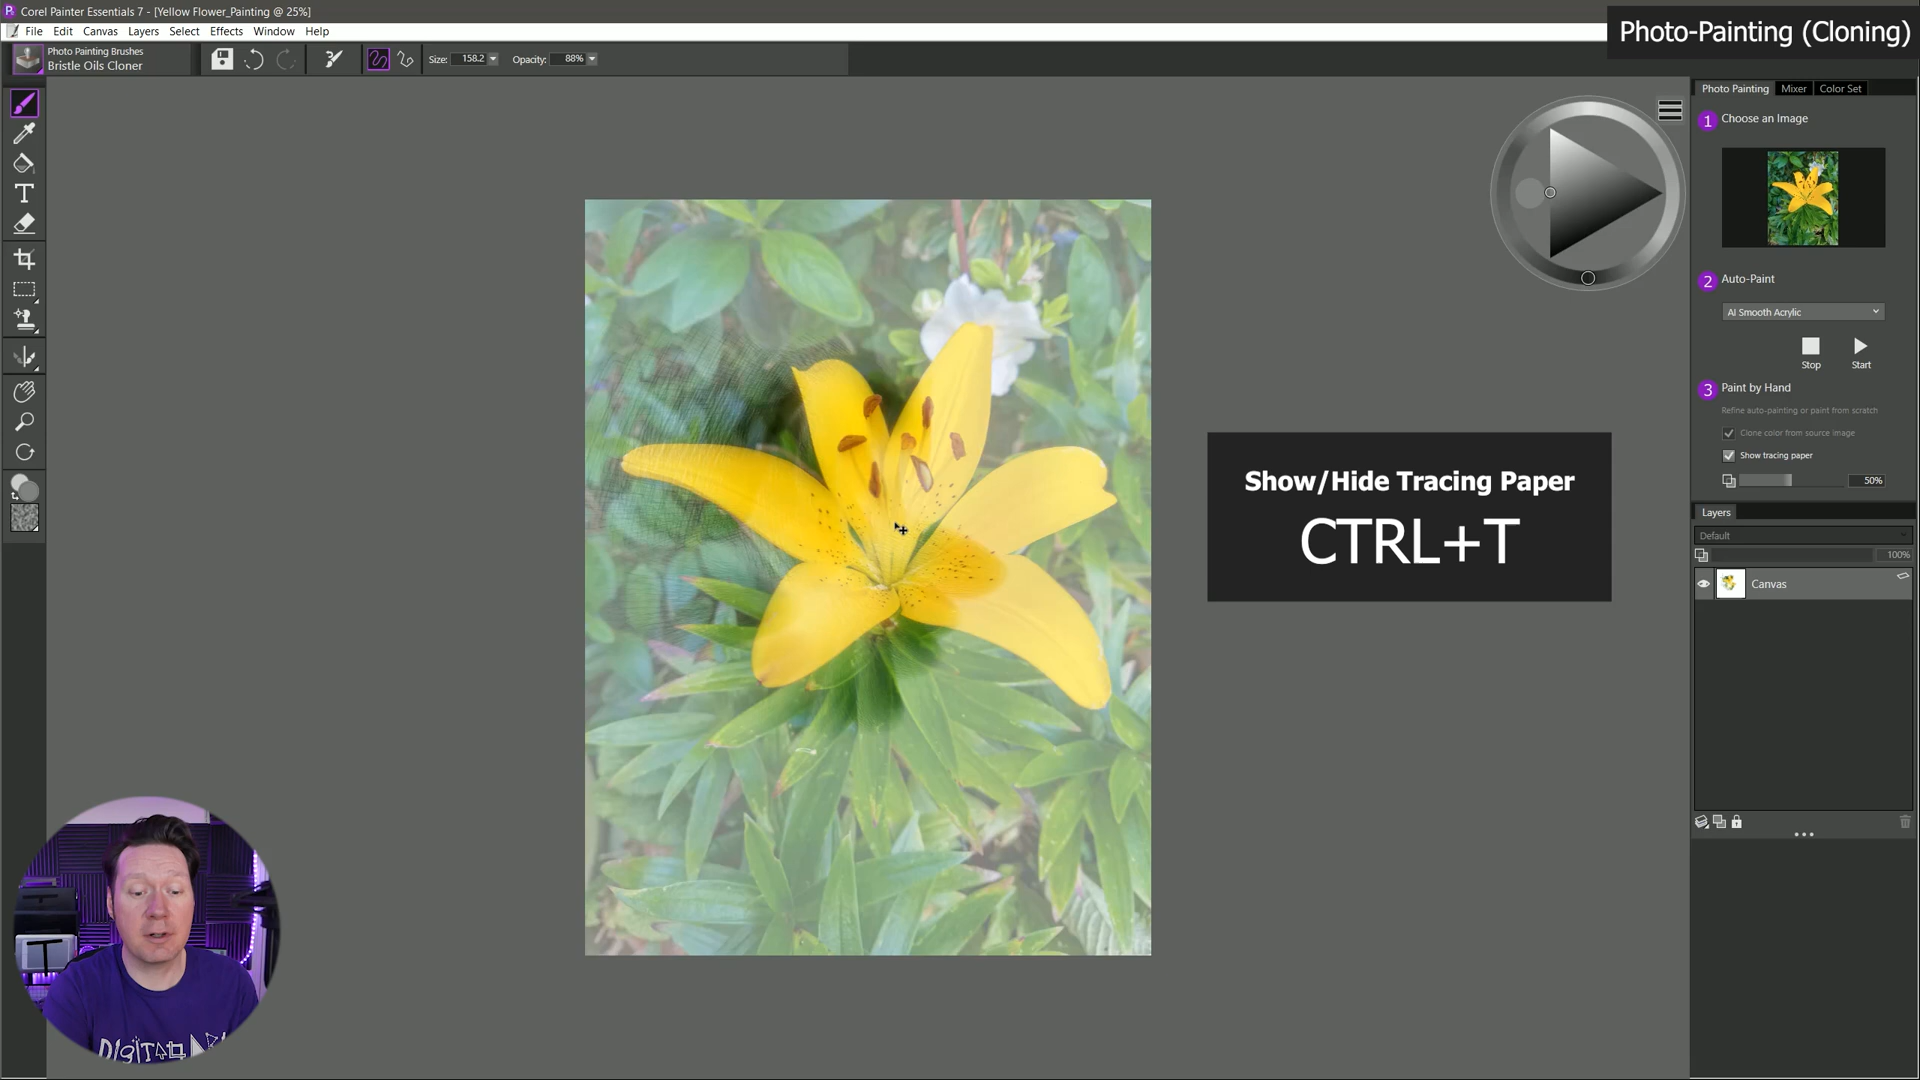 Corel Painter Essentials 7 - [Yellow Flower_Painting @ 25%]
Photo-Painting (Cloning)
File Edit Canvas Layers Select Effects Window Help
Photo Painting Brushes
Bristle Oils Cloner
Size: 158.2 Opacity: 88%
Photo Painting Mixer Color Set
1 Choose an Image
2 Auto-Paint
AI Smooth Acrylic
Stop Start
3 Paint by Hand
Refine auto-painting or paint from scratch
Clone color from source image
Show tracing paper
50%
Layers
Default
100%
Canvas
Show/Hide Tracing Paper
CTRL+T